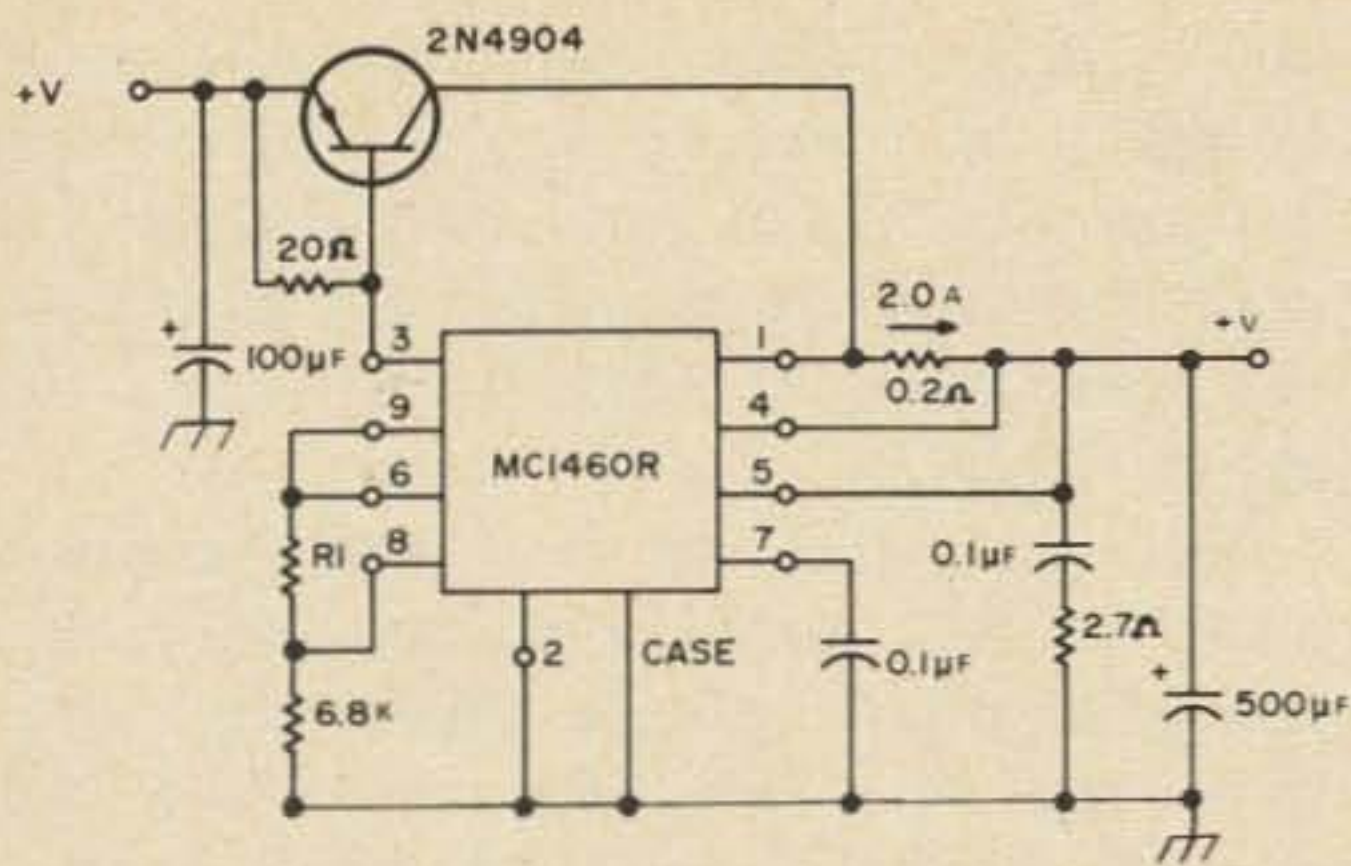 2N4904
+V
20Ω
+
100µF
3
9
6
8
R1
6.8K
MC1460R
2
CASE
1
4
5
7
2.0A
0.2Ω
+V
0.1µF
2.7Ω
0.1µF
+
500µF